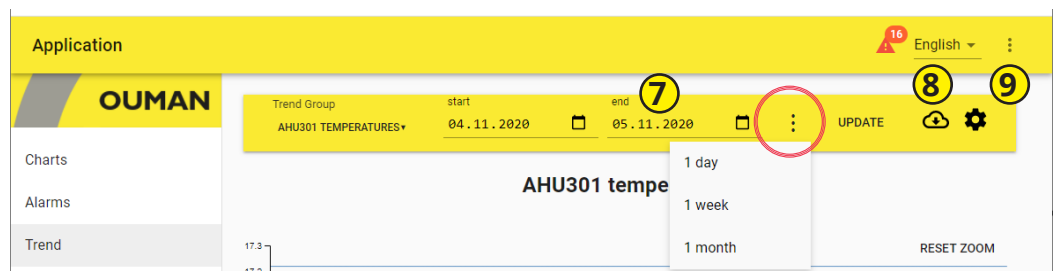 Application
16
English
OUMAN
Trend Group
AHU301 TEMPERATURES
start
04.11.2020
end
05.11.2020
7
UPDATE
8
9
Charts
Alarms
Trend
AHU301 tempe
1 day
1 week
1 month
17.3
RESET ZOOM